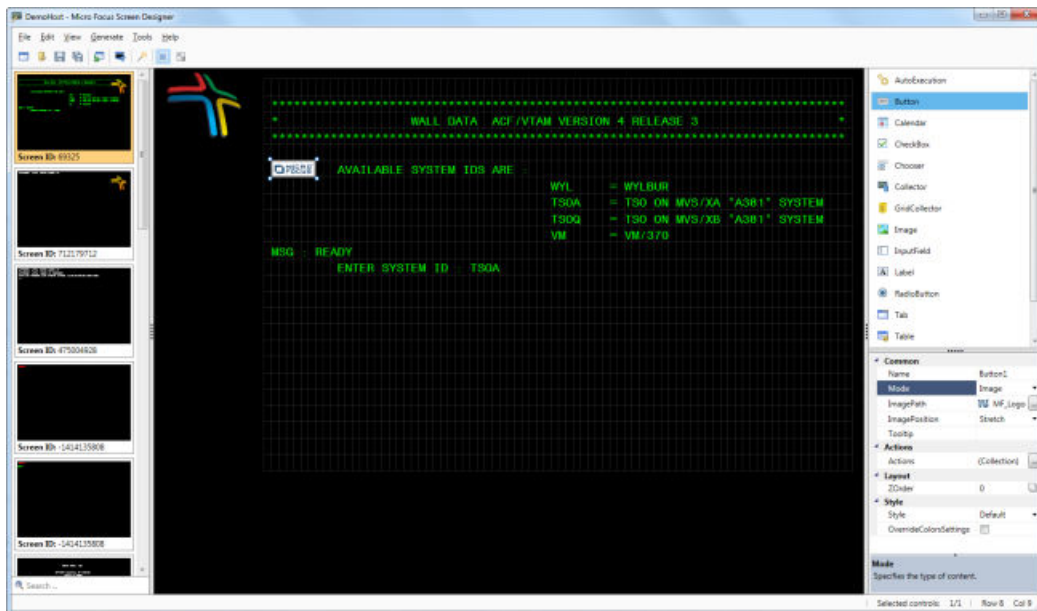 DemoHost - Micro Focus Screen Designer
File Edit View Generate Tools Help
Screen ID: 69325
Screen ID: 712179712
Screen ID: 475004926
Screen ID: -1414135808
Screen ID: -1414135808
Search...
********************************************************************************
* WALL DATA ACF/VTAM VERSION 4 RELEASE 3 *
********************************************************************************
MICRO FOCUS AVAILABLE SYSTEM IDS ARE :
WYL = WYLBUR
TSOA = TSO ON MVS/XA "A381" SYSTEM
TSOQ = TSO ON MVS/XB "A381" SYSTEM
VM = VM/370
MSG : READY
ENTER SYSTEM ID : TSOA
AutoExecution
Button
Calendar
CheckBox
Chooser
Collector
GridCollector
Image
InputField
Label
RadioButton
Tab
Table
Common
Name Button1
Mode Image
ImagePath MF_Logo ...
ImagePosition Stretch
Tooltip
Actions
Actions (Collection) ...
Layout
ZOrder 0
Style
Style Default
OverrideColorsSettings
Mode
Specifies the type of content.
Selected controls: 1/1 Row 8 Col 9